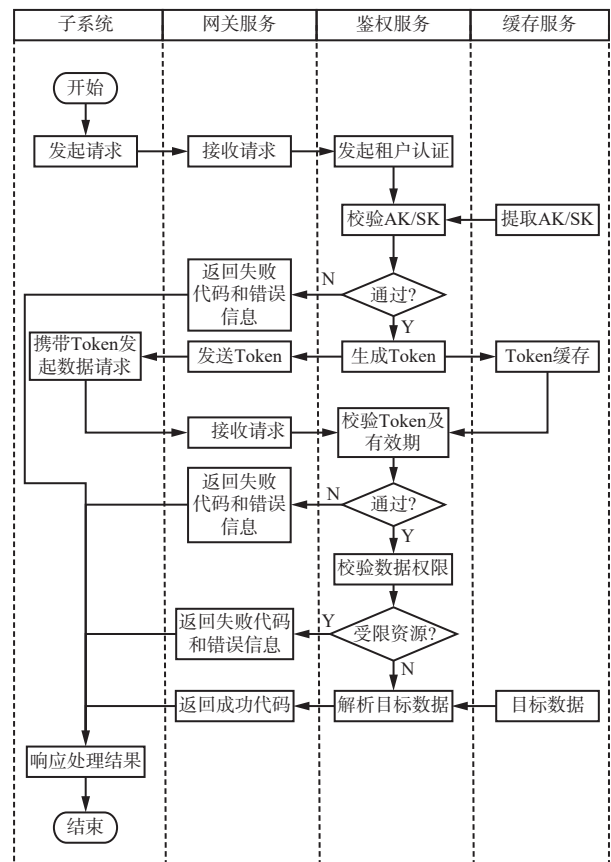 子系统
网关服务
鉴权服务
缓存服务
开始
发起请求
接收请求
发起租户认证
校验AK/SK
提取AK/SK
返回失败
代码和错误
信息
N
通过?
Y
携带Token发
起数据请求
发送Token
生成Token
Token缓存
接收请求
校验Token及
有效期
返回失败
代码和错误
信息
N
通过?
Y
校验数据权限
返回失败代码
和错误信息
Y
受限资源?
N
返回成功代码
解析目标数据
目标数据
响应处理结果
结束